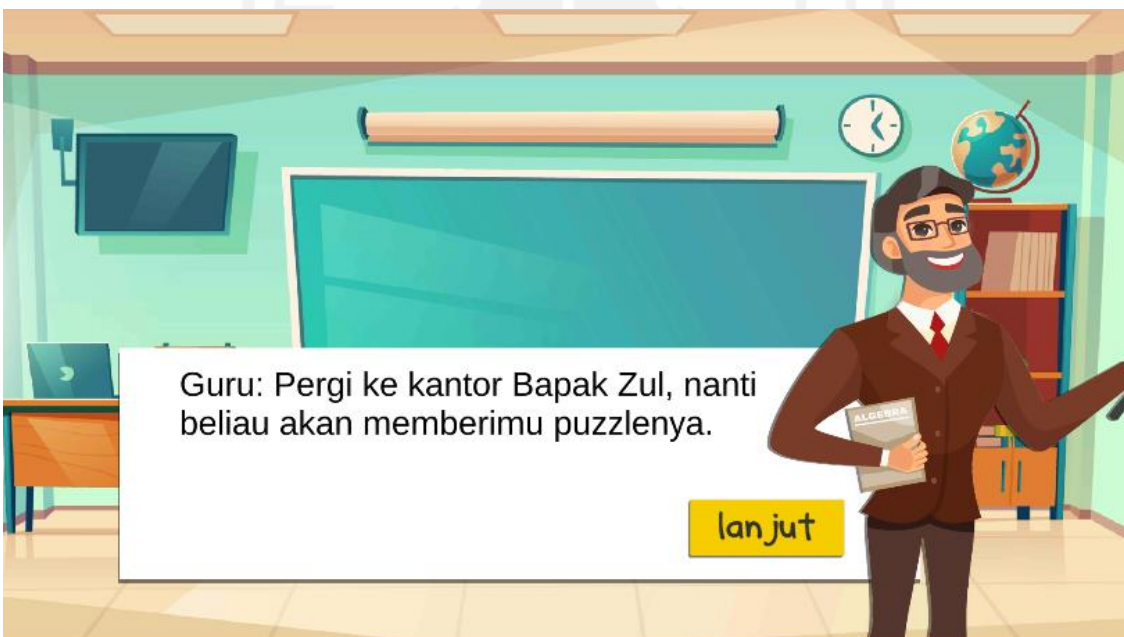 ALGEBRA
Guru: Pergi ke kantor Bapak Zul, nanti
beliau akan memberimu puzzlenya.
lanjut